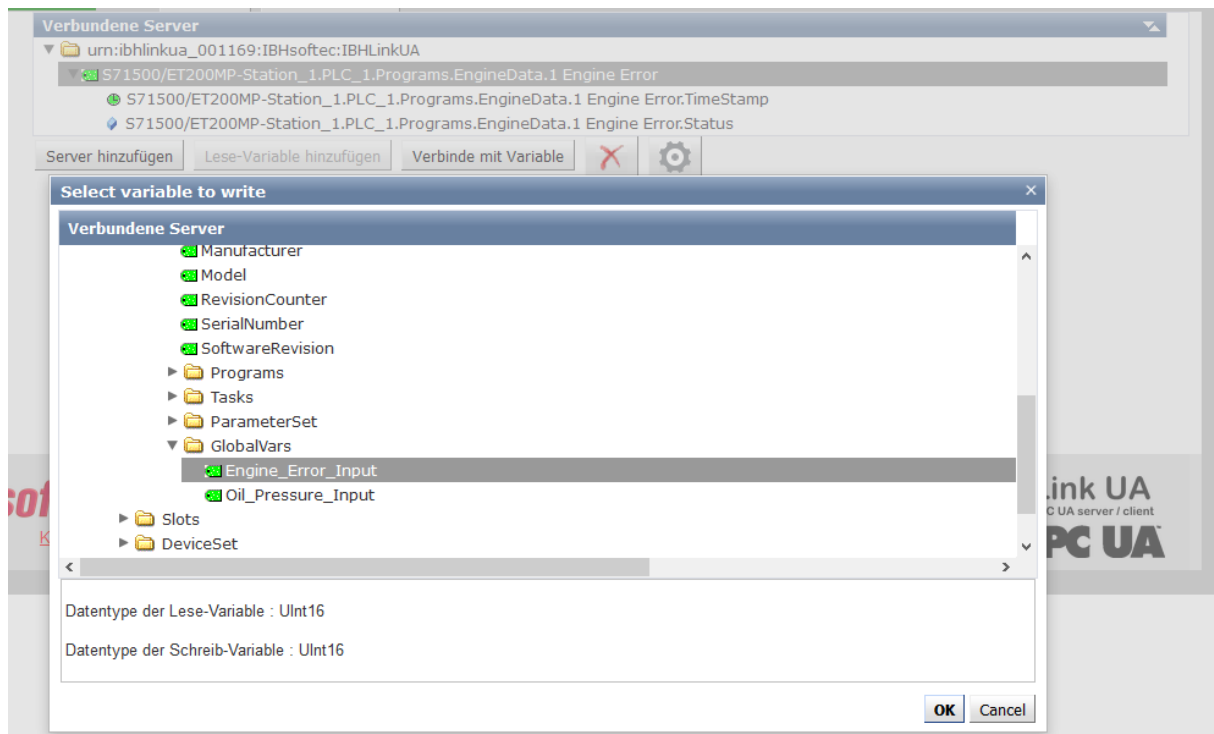 Verbundene Server
urn:ibhlinkua_001169:IBHsoftec:IBHLinkUA
S71500/ET200MP-Station_1.PLC_1.Programs.EngineData.1 Engine Error
S71500/ET200MP-Station_1.PLC_1.Programs.EngineData.1 Engine Error.TimeStamp
S71500/ET200MP-Station_1.PLC_1.Programs.EngineData.1 Engine Error.Status
Server hinzufügen Lese-Variable hinzufügen Verbinde mit Variable
Select variable to write
Verbundene Server
Manufacturer
Model
RevisionCounter
SerialNumber
SoftwareRevision
Programs
Tasks
ParameterSet
GlobalVars
Engine_Error_Input
Oil_Pressure_Input
Slots
DeviceSet
Datentype der Lese-Variable : UInt16
Datentype der Schreib-Variable : UInt16
OK Cancel
sof
K
ink UA
C UA server / client
PC UA